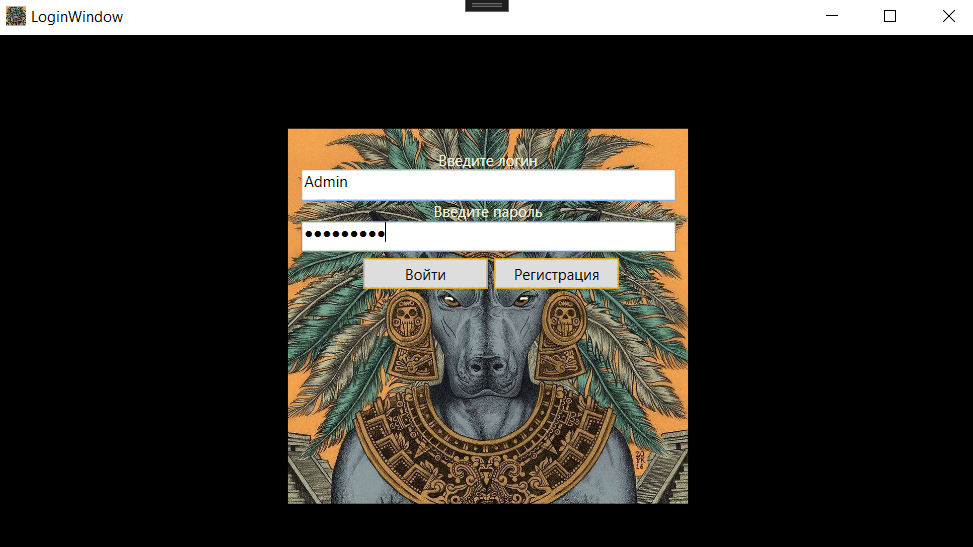 LoginWindow
Введите логин
Admin
Введите пароль
●●●●●●●●●
Войти
Регистрация